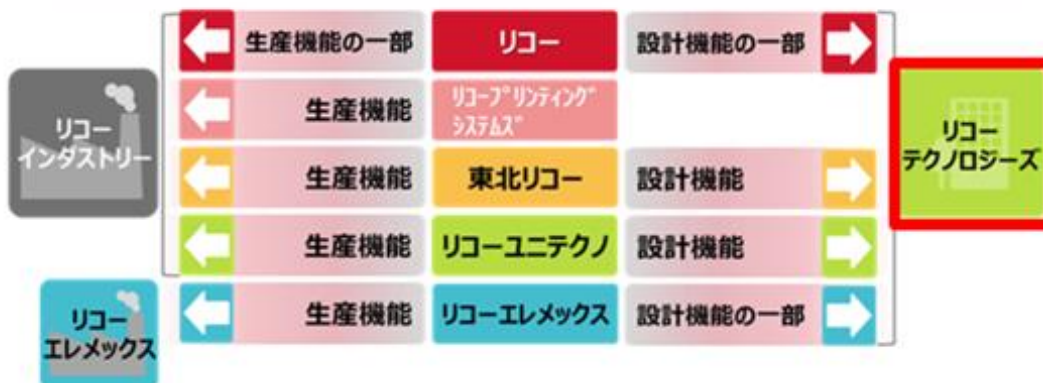 生産機能の一部
リコー
設計機能の一部
生産機能
リコープリンティング
システムズ
リコー
インダストリー
リコー
テクノロジーズ
生産機能
東北リコー
設計機能
生産機能
リコーユニテクノ
設計機能
生産機能
リコーエレメックス
設計機能の一部
リコー
エレメックス